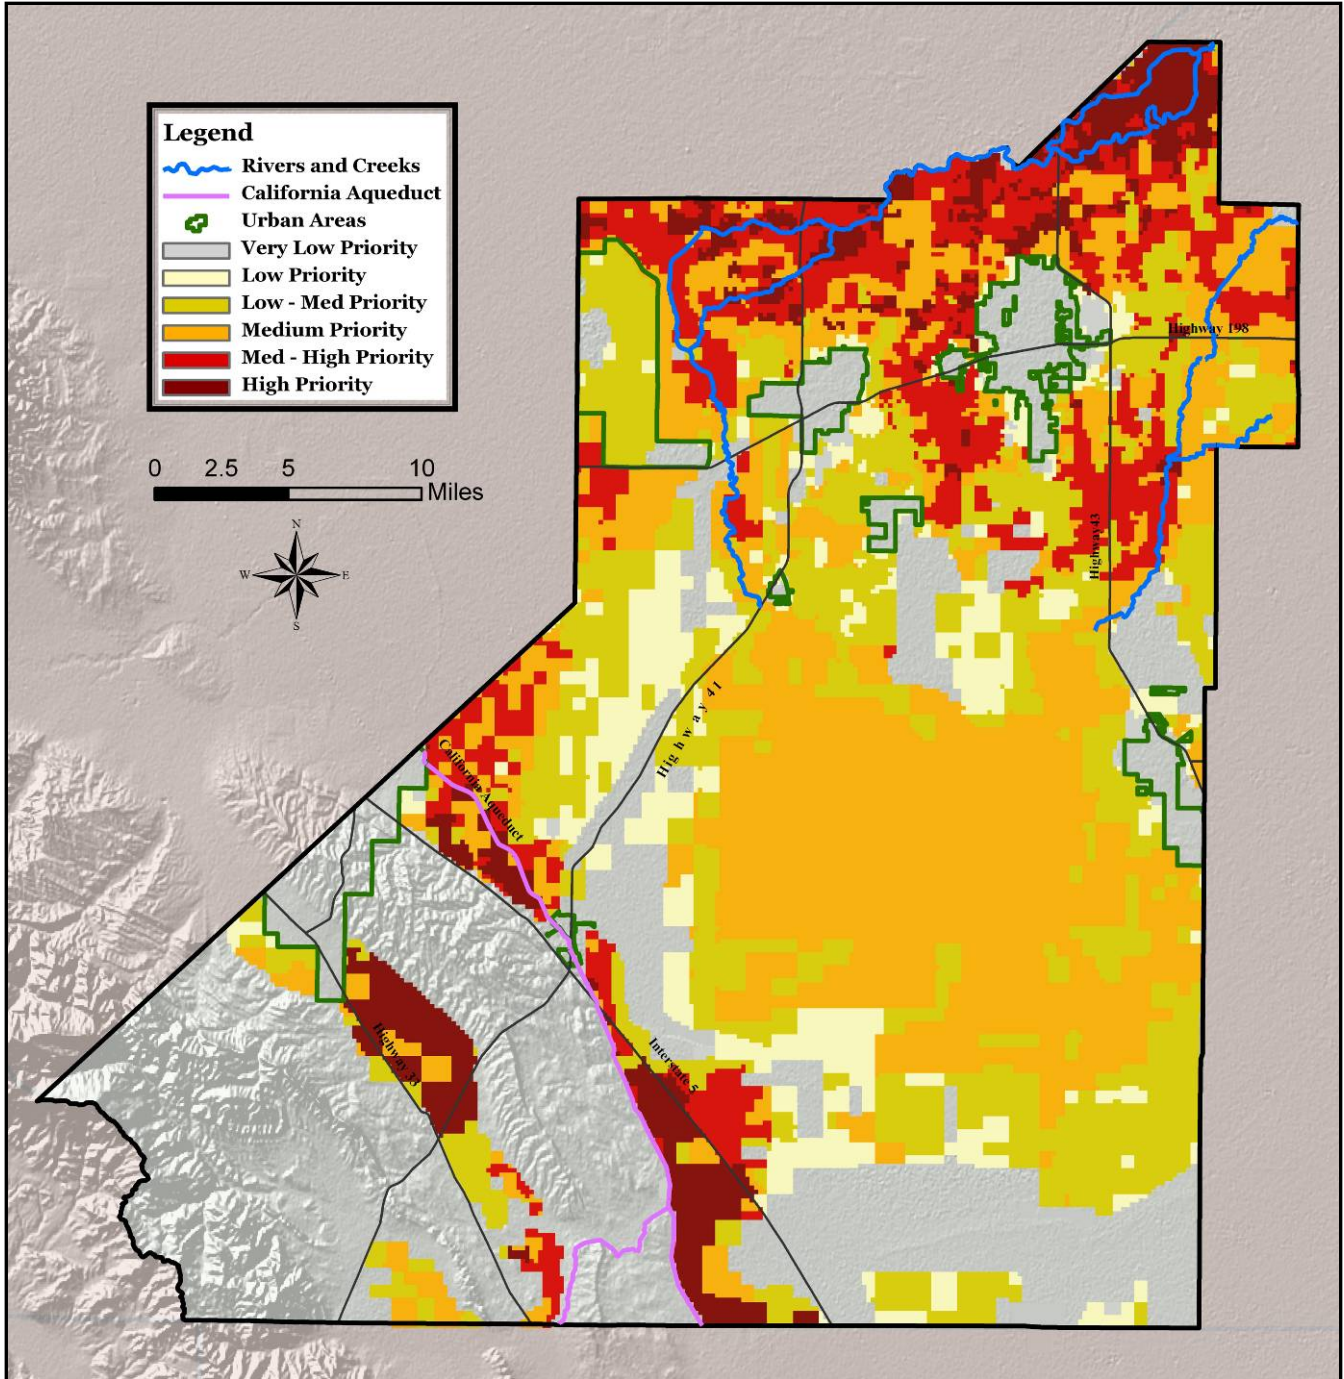 Legend
Rivers and Creeks
California Aqueduct
Urban Areas
Very Low Priority
Low Priority
Low - Med Priority
Medium Priority
Med - High Priority
High Priority
Highway 198
0 2.5 5 10
Miles
N
W E
S
Highway 43
Highway 41
California Aqueduct
Highway 33
Interstate 5